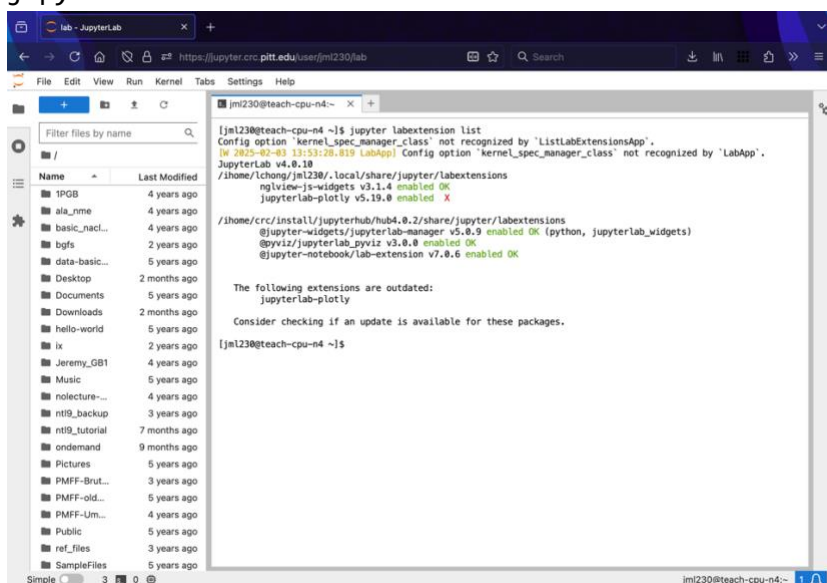 lab - JupyterLab
https://jupyter.crc.pitt.edu/user/jml230/lab
Search
File Edit View Run Kernel Tabs Settings Help
Filter files by name
/
Name Last Modified
1PGB 4 years ago
ala_nme 4 years ago
basic_nacl... 4 years ago
bgfs 2 years ago
data-basic... 5 years ago
Desktop 2 months ago
Documents 5 years ago
Downloads 2 months ago
hello-world 5 years ago
ix 2 years ago
Jeremy_GB1 4 years ago
Music 5 years ago
nolecture-... 4 years ago
ntl9_backup 3 years ago
ntl9_tutorial 7 months ago
ondemand 9 months ago
Pictures 5 years ago
PMFF-Brut... 3 years ago
PMFF-old... 5 years ago
PMFF-Um... 4 years ago
Public 5 years ago
ref_files 3 years ago
SampleFiles 5 years ago
jml230@teach-cpu-n4:~
[jml230@teach-cpu-n4 ~]$ jupyter labextension list
Config option `kernel_spec_manager_class` not recognized by `ListLabExtensionsApp`.
[W 2025-02-03 13:53:28.819 LabApp] Config option `kernel_spec_manager_class` not recognized by `LabApp`.
JupyterLab v4.0.10
/ihome/lchong/jml230/.local/share/jupyter/labextensions
nglview-js-widgets v3.1.4 enabled OK
jupyterlab-plotly v5.19.0 enabled X
/ihome/crc/install/jupyterhub/hub4.0.2/share/jupyter/labextensions
@jupyter-widgets/jupyterlab-manager v5.0.9 enabled OK (python, jupyterlab_widgets)
@pyviz/jupyterlab_pyviz v3.0.0 enabled OK
@jupyter-notebook/lab-extension v7.0.6 enabled OK
The following extensions are outdated:
jupyterlab-plotly
Consider checking if an update is available for these packages.
[jml230@teach-cpu-n4 ~]$
Simple 3 0 jml230@teach-cpu-n4:~ 1